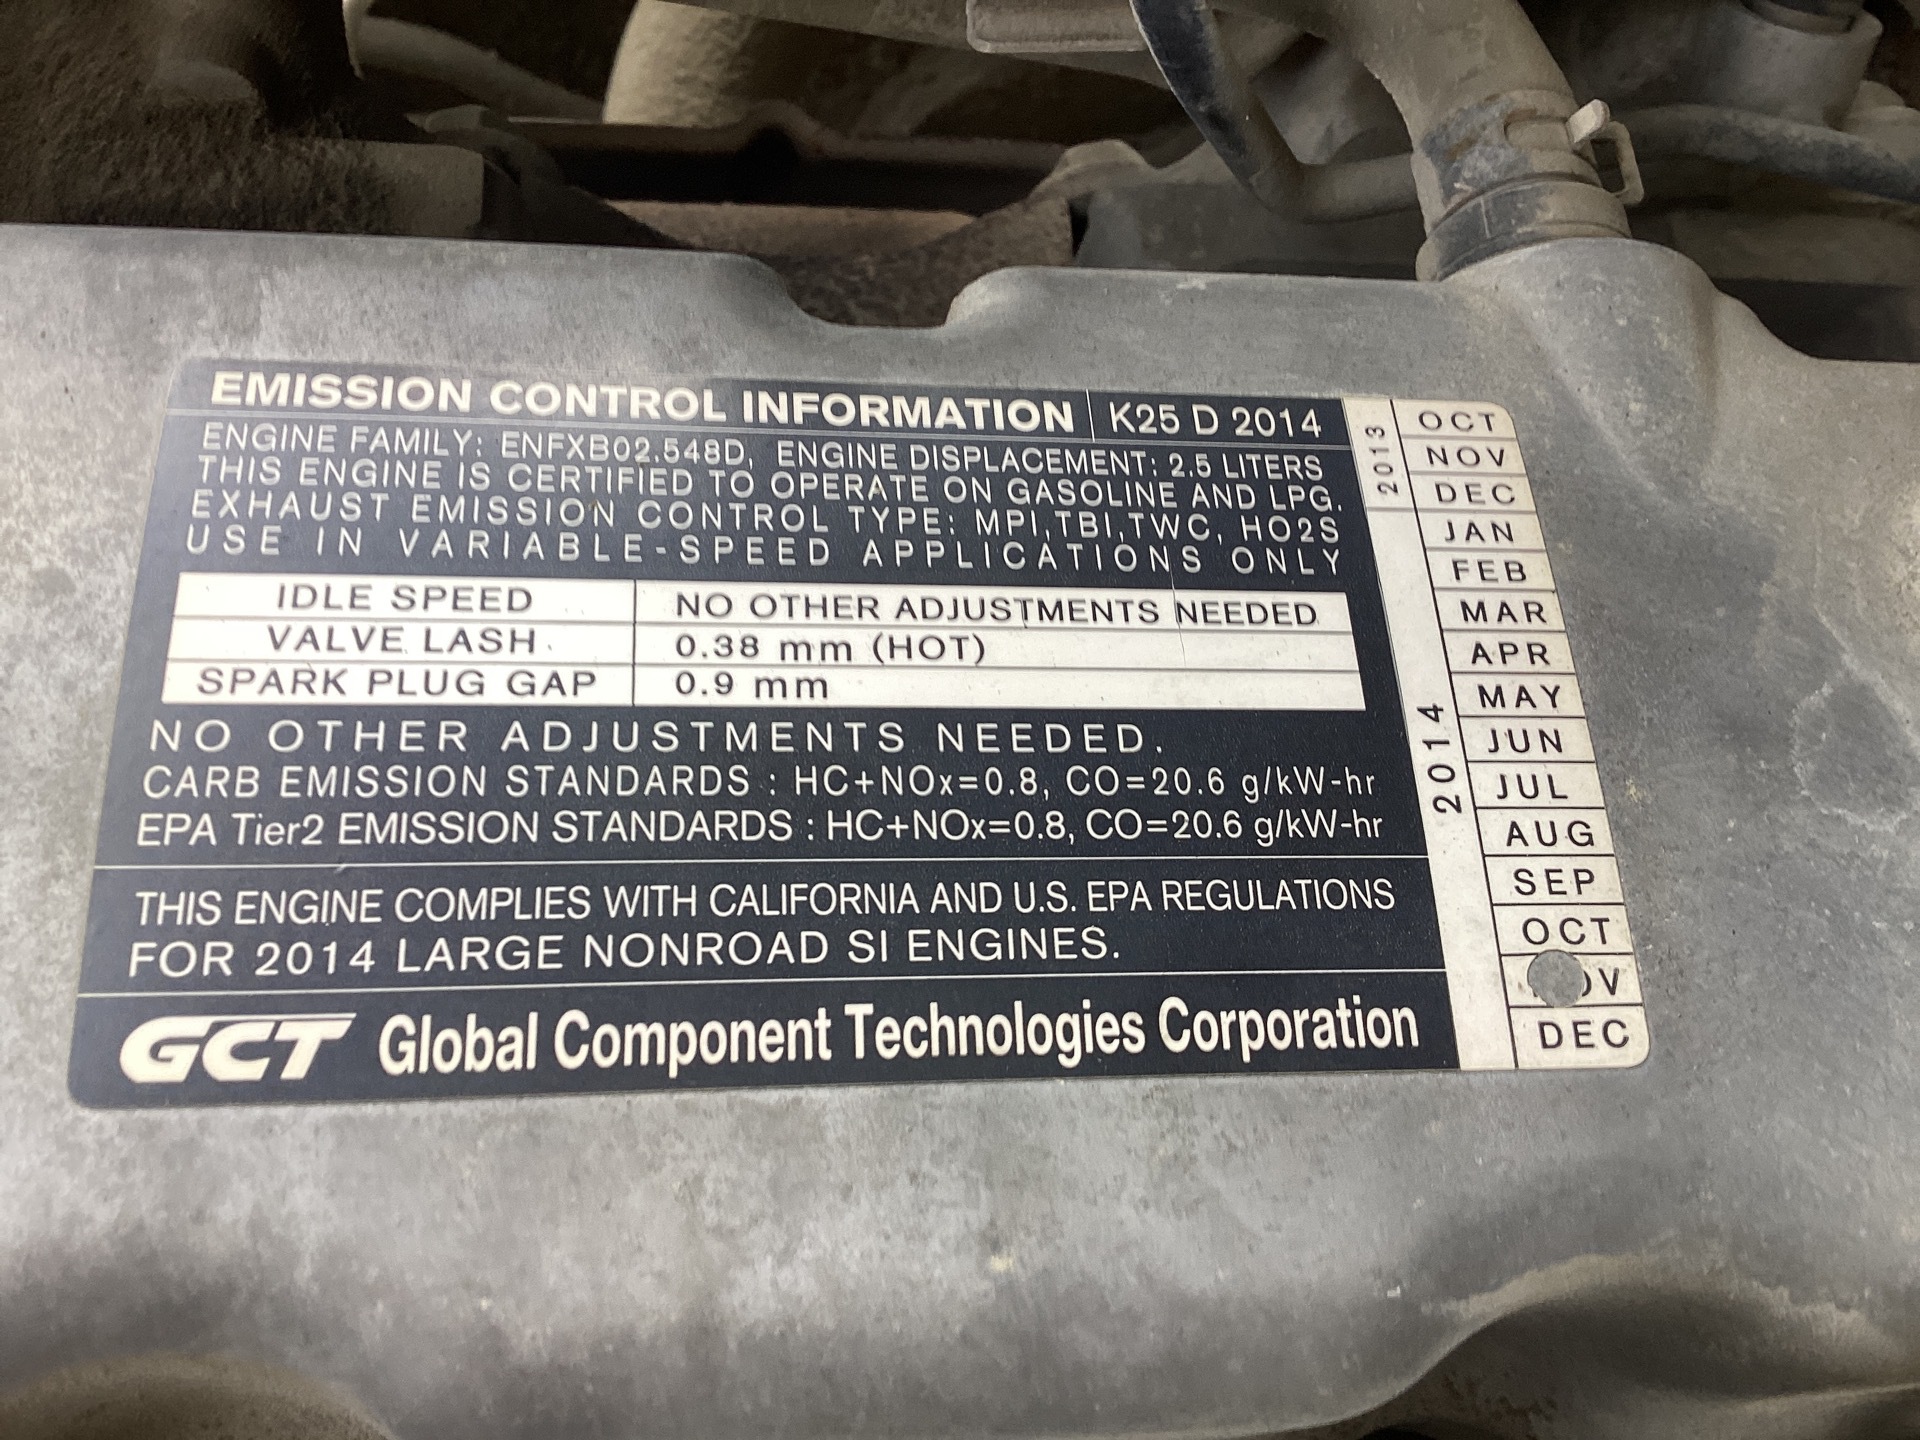 EMISSION CONTROL INFORMATION K25 D 2014
ENGINE FAMILY: ENFXB02.548D, ENGINE DISPLACEMENT: 2.5 LITERS
THIS ENGINE IS CERTIFIED TO OPERATE ON GASOLINE AND LPG.
EXHAUST EMISSION CONTROL TYPE: MPI,TBI,TWC, HO2S
USE IN VARIABLE-SPEED APPLICATIONS ONLY
IDLE SPEED NO OTHER ADJUSTMENTS NEEDED
VALVE LASH 0.38 mm (HOT)
SPARK PLUG GAP 0.9 mm
NO OTHER ADJUSTMENTS NEEDED.
CARB EMISSION STANDARDS : HC+NOx=0.8, CO=20.6 g/kW-hr
EPA Tier2 EMISSION STANDARDS : HC+NOx=0.8, CO=20.6 g/kW-hr
THIS ENGINE COMPLIES WITH CALIFORNIA AND U.S. EPA REGULATIONS
FOR 2014 LARGE NONROAD SI ENGINES.
GCT Global Component Technologies Corporation
2013
OCT
NOV
DEC
2014
JAN
FEB
MAR
APR
MAY
JUN
JUL
AUG
SEP
OCT
DEC